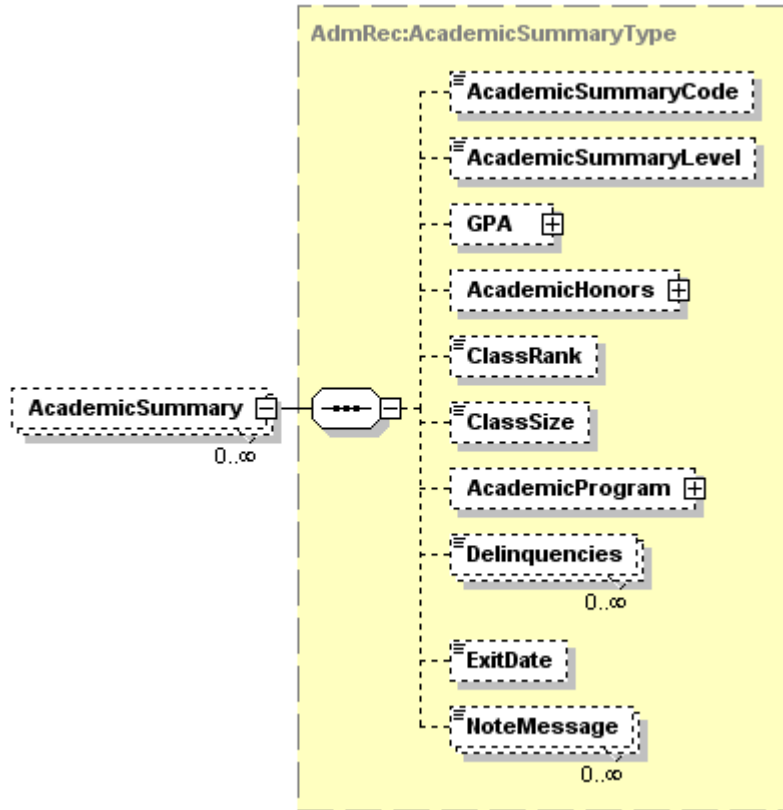 AdmRec:AcademicSummaryType
AcademicSummaryCode
AcademicSummaryLevel
GPA
AcademicHonors
ClassRank
AcademicSummary
0..∞
ClassSize
AcademicProgram
Delinquencies
0..∞
ExitDate
NoteMessage
0..∞